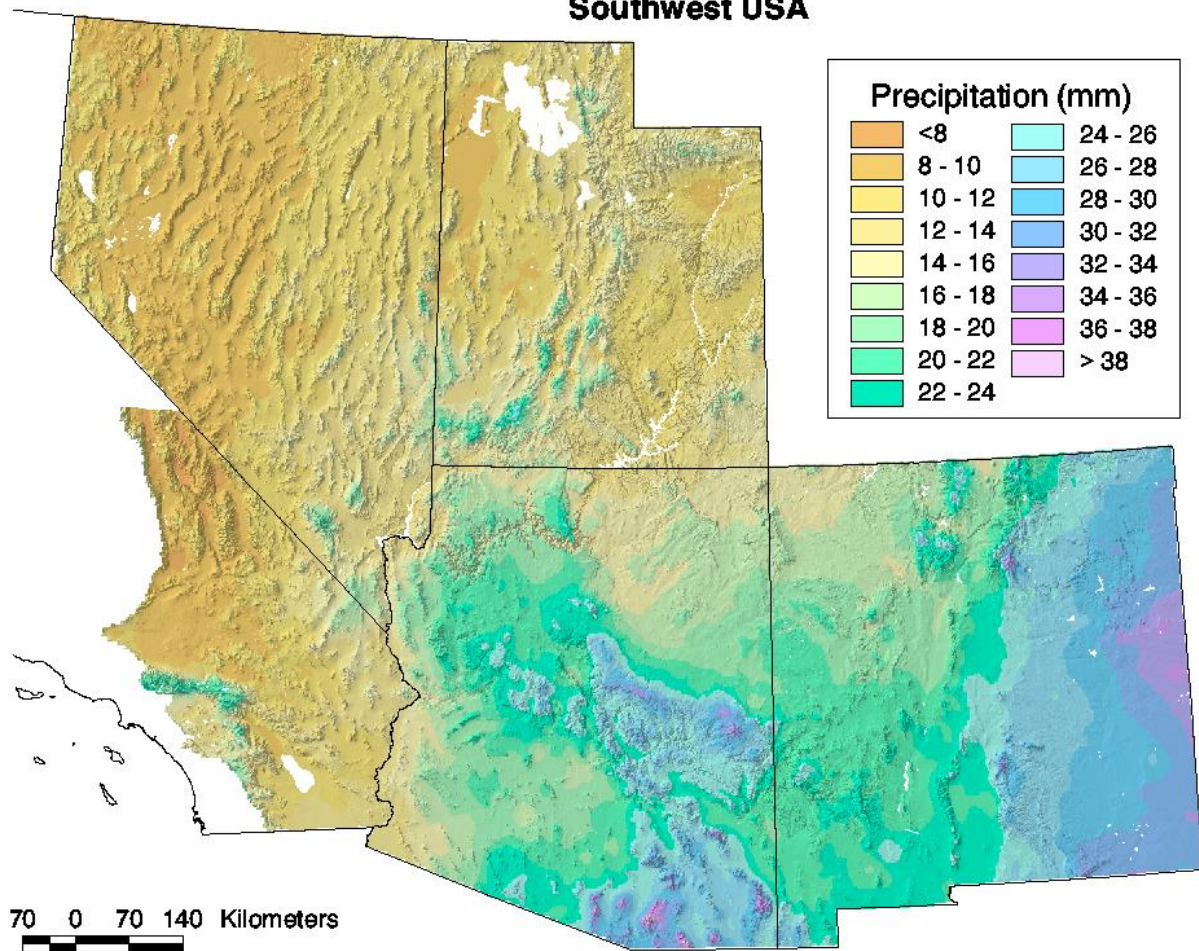 Southwest USA
Precipitation (mm)
<8
8 - 10
10 - 12
12 - 14
14 - 16
16 - 18
18 - 20
20 - 22
22 - 24
24 - 26
26 - 28
28 - 30
30 - 32
32 - 34
34 - 36
36 - 38
> 38
70 0 70 140 Kilometers